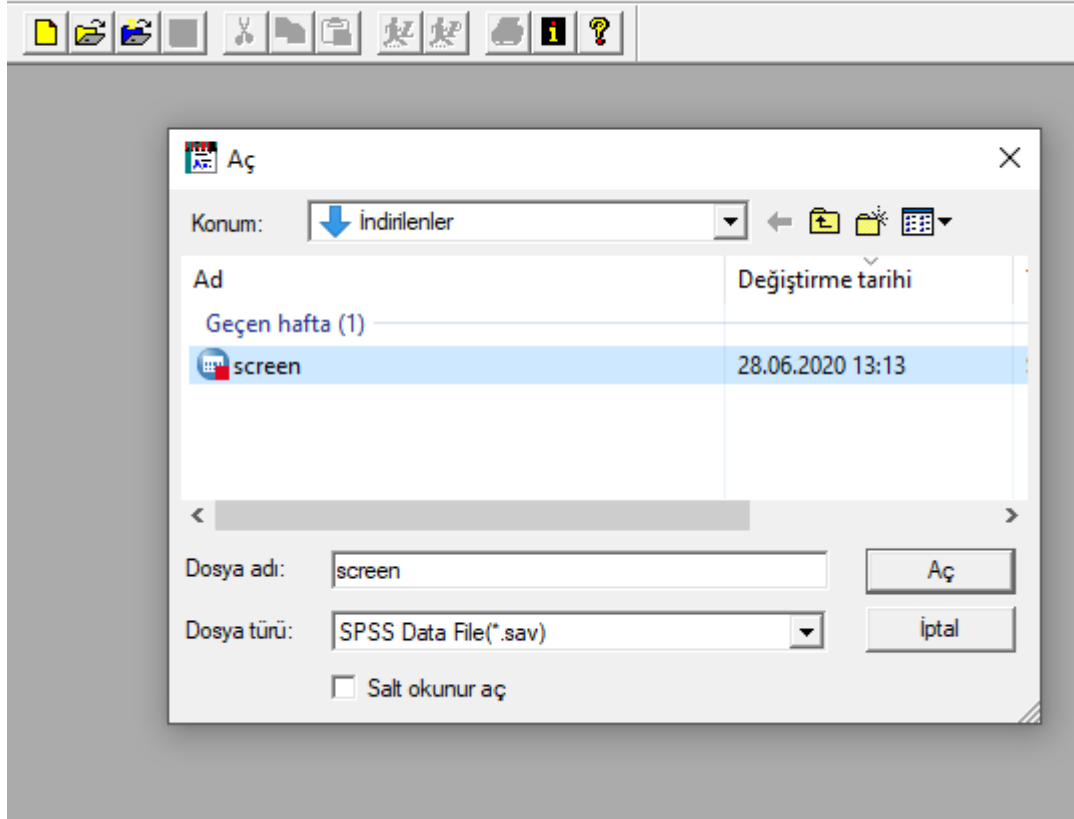 Aç
Konum: İndirilenler
Ad Değiştirme tarihi
Geçen hafta (1)
screen 28.06.2020 13:13
Dosya adı: screen Aç
Dosya türü: SPSS Data File(*.sav) İptal
Salt okunur aç